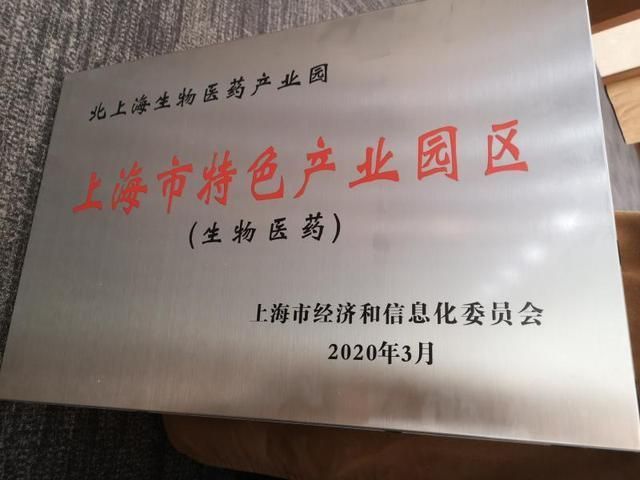 北上海生物医药产业园
上海市特色产业园区
(生物医药)
上海市经济和信息化委员会
2020年3月